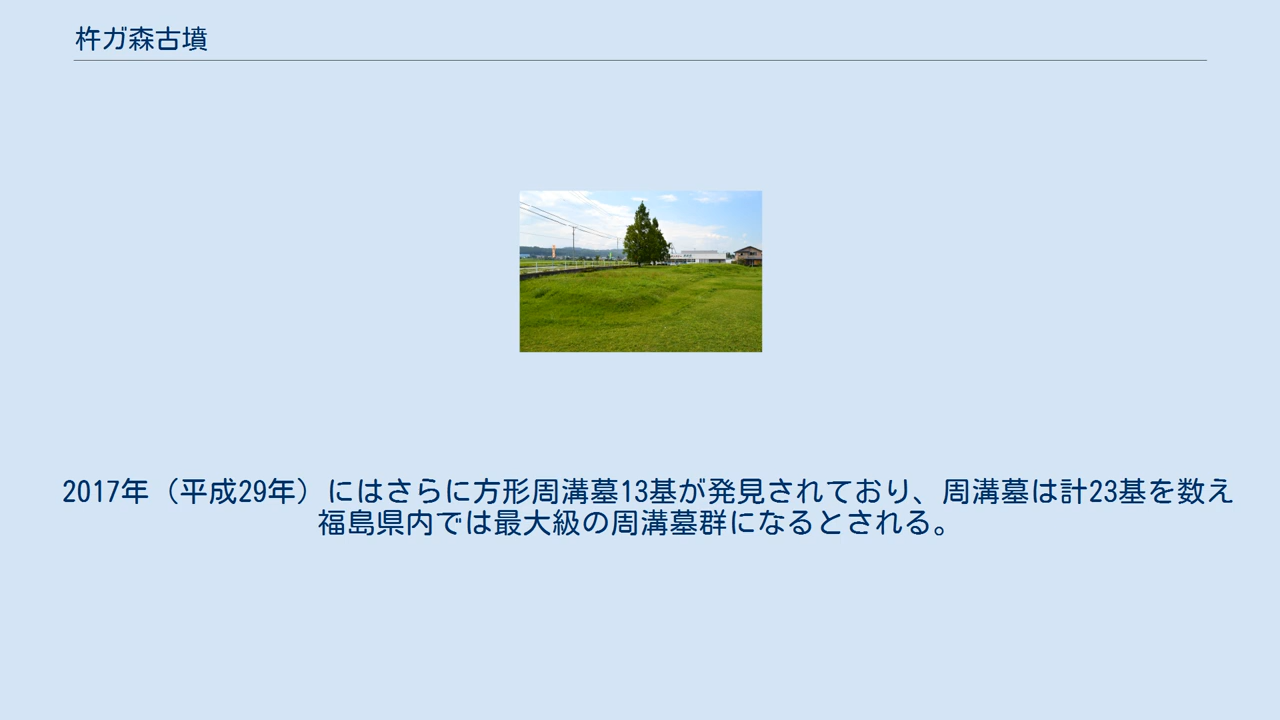 杵ガ森古墳
2017年（平成29年）にはさらに方形周溝墓13基が発見されており、周溝墓は計23基を数え
福島県内では最大級の周溝墓群になるとされる。